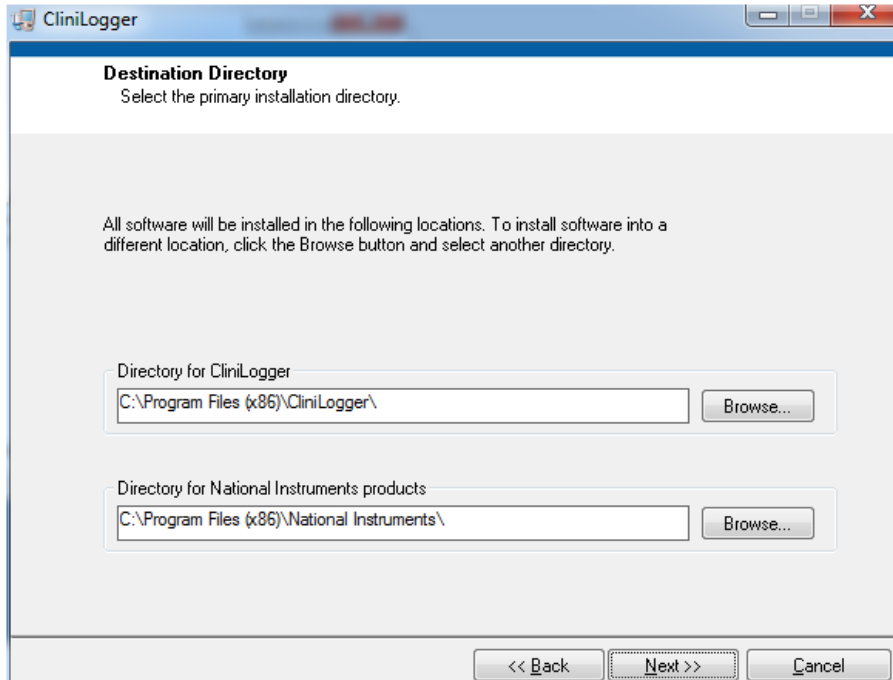 CliniLogger
Destination Directory
Select the primary installation directory.
All software will be installed in the following locations. To install software into a
different location, click the Browse button and select another directory.
Directory for CliniLogger
C:\Program Files (x86)\CliniLogger\
Browse...
Directory for National Instruments products
C:\Program Files (x86)\National Instruments\
Browse...
<< Back
Next >>
Cancel